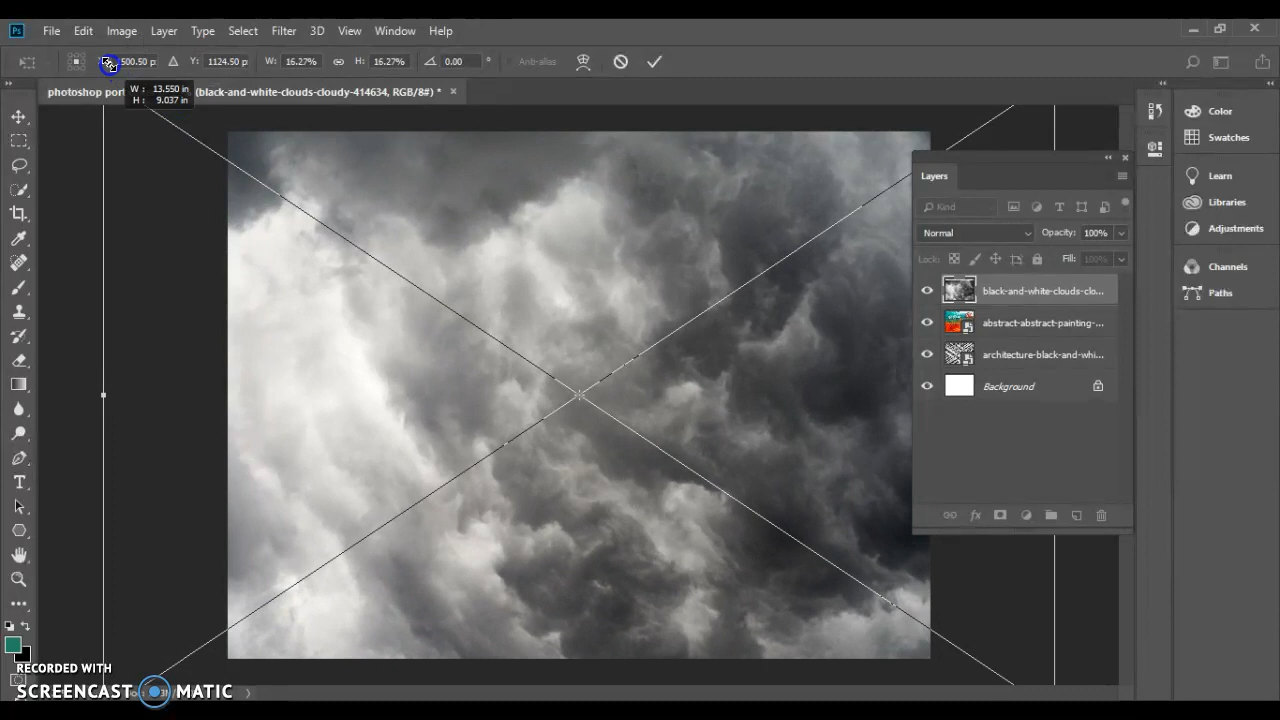 Ps File Edit Image Layer Type Select Filter 3D View Window Help
500.50 p Y: 1124.50 p W: 16.27% H: 16.27% 0.00 ° Anti-alias
photoshop por (black-and-white-clouds-cloudy-414634, RGB/8#) * ×
W : 13.550 in
H : 9.037 in
Color
Swatches
Learn
Libraries
Adjustments
Channels
Paths
Layers
Kind
Normal Opacity: 100%
Lock: Fill: 100%
black-and-white-clouds-clo...
abstract-abstract-painting-...
architecture-black-and-whi...
Background
RECORDED WITH
SCREENCAST MATIC